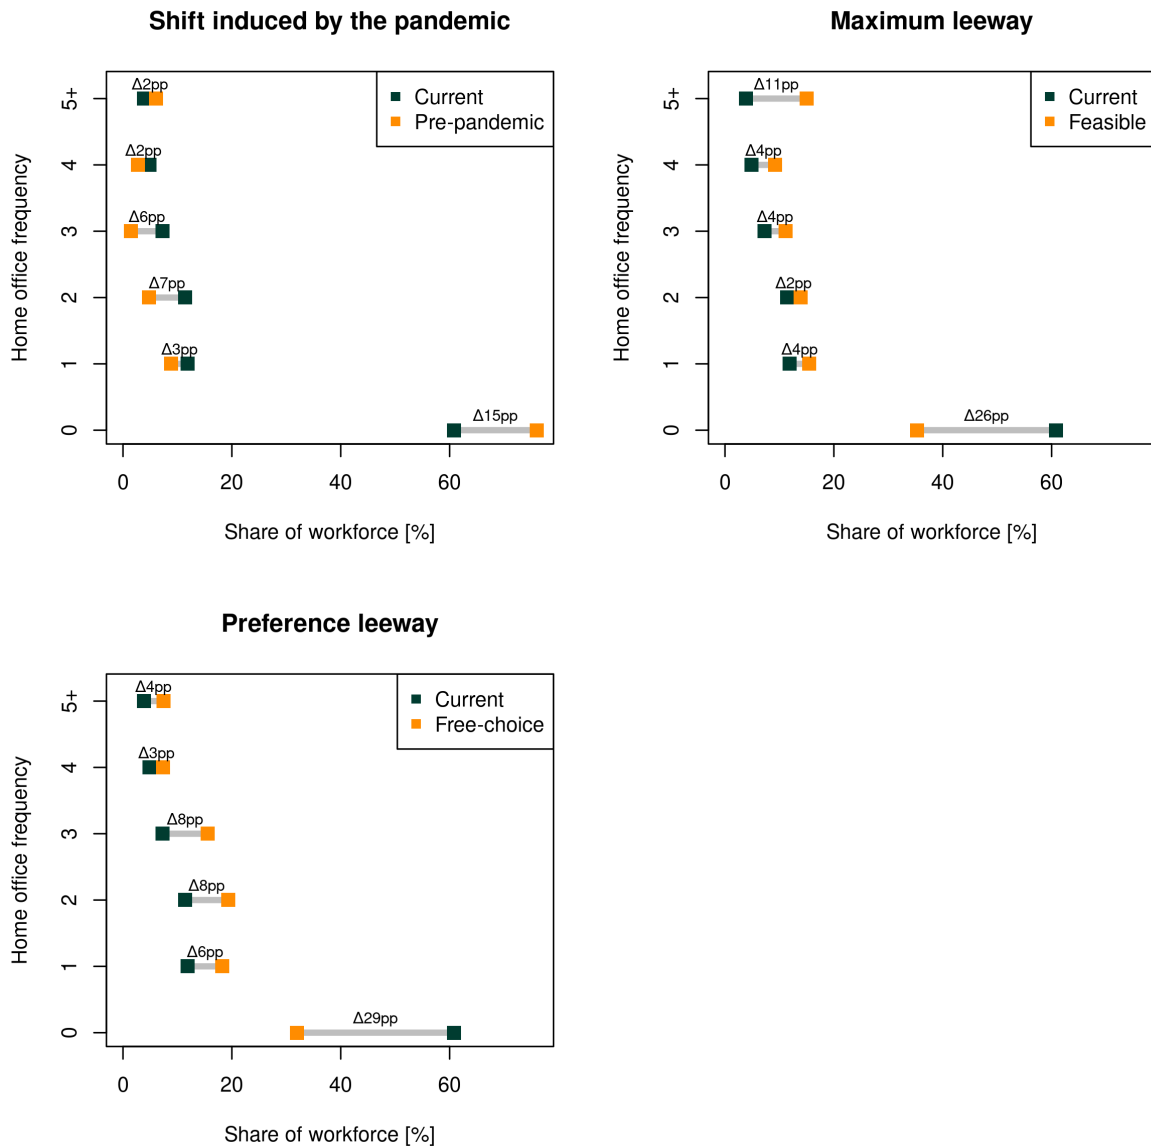 Shift induced by the pandemic
Current
Pre-pandemic
Home office frequency
5+
4
3
2
1
0
Δ2pp
Δ2pp
Δ6pp
Δ7pp
Δ3pp
Δ15pp
0 20 40 60
Share of workforce [%]
Maximum leeway
Current
Feasible
Home office frequency
5+
4
3
2
1
0
Δ11pp
Δ4pp
Δ4pp
Δ2pp
Δ4pp
Δ26pp
0 20 40 60
Share of workforce [%]
Preference leeway
Current
Free-choice
Home office frequency
5+
4
3
2
1
0
Δ4pp
Δ3pp
Δ8pp
Δ8pp
Δ6pp
Δ29pp
0 20 40 60
Share of workforce [%]